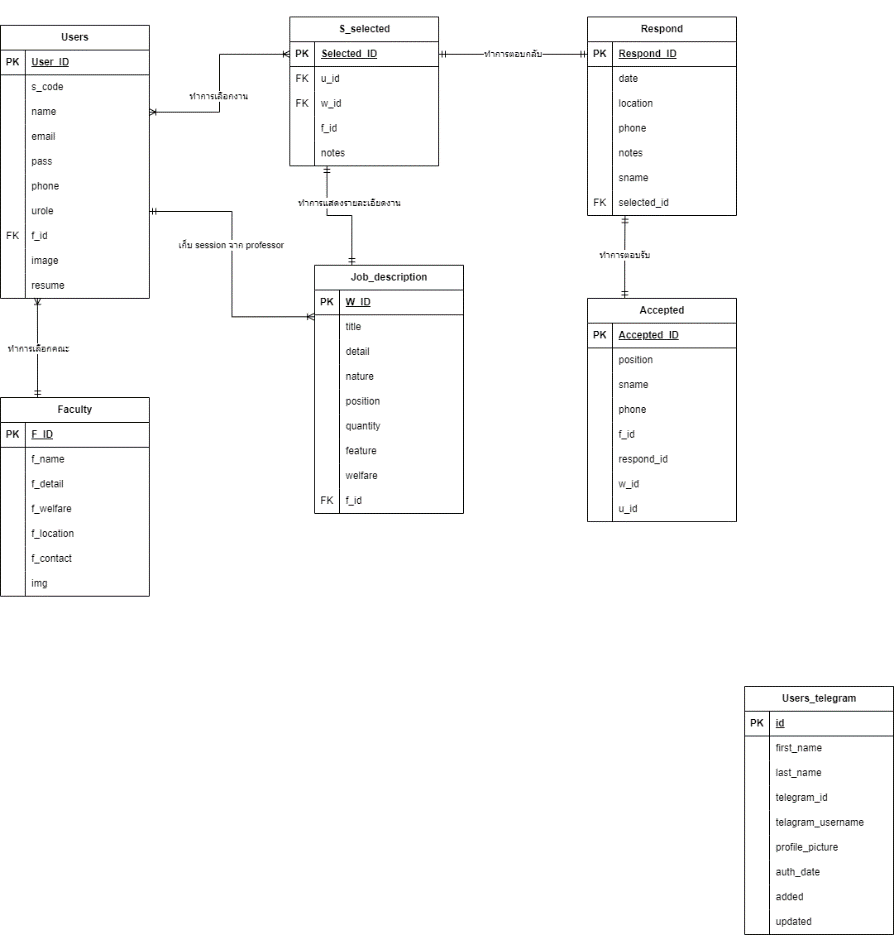 Users
PK User_ID
s_code
name
email
pass
phone
urole
FK f_id
image
resume
ทำการเลือกงาน
S_selected
PK Selected_ID
FK u_id
FK w_id
f_id
notes
ทำการตอบกลับ
Respond
PK Respond_ID
date
location
phone
notes
sname
FK selected_id
ทำการแสดงรายละเอียดงาน
เก็บ session จาก professor
ทำการตอบรับ
Job_description
PK W_ID
title
detail
nature
position
quantity
feature
welfare
FK f_id
Accepted
PK Accepted_ID
position
sname
phone
f_id
respond_id
w_id
u_id
ทำการเลือกคณะ
Faculty
PK F_ID
f_name
f_detail
f_welfare
f_location
f_contact
img
Users_telegram
PK id
first_name
last_name
telegram_id
telagram_username
profile_picture
auth_date
added
updated